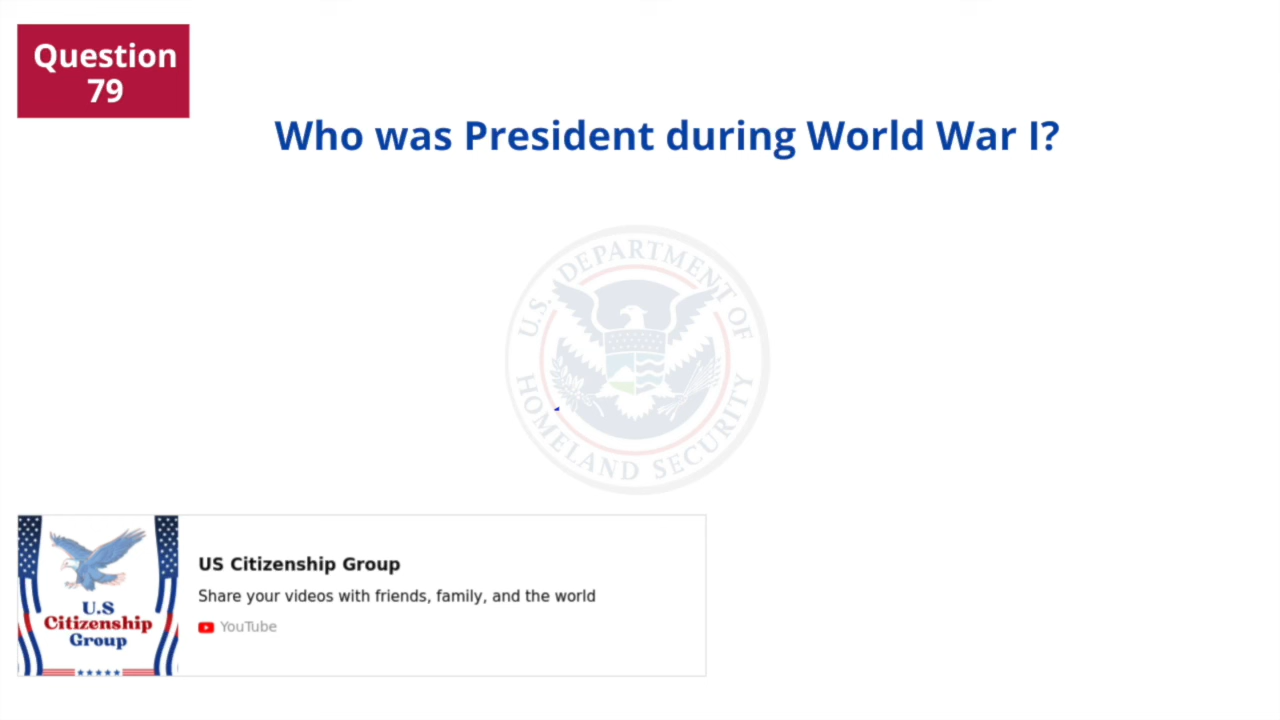 Question
79
Who was President during World War I?
U.S. DEPARTMENT OF
HOMELAND SECURITY
US Citizenship Group
Share your videos with friends, family, and the world
YouTube
U.S
Citizenship
Group